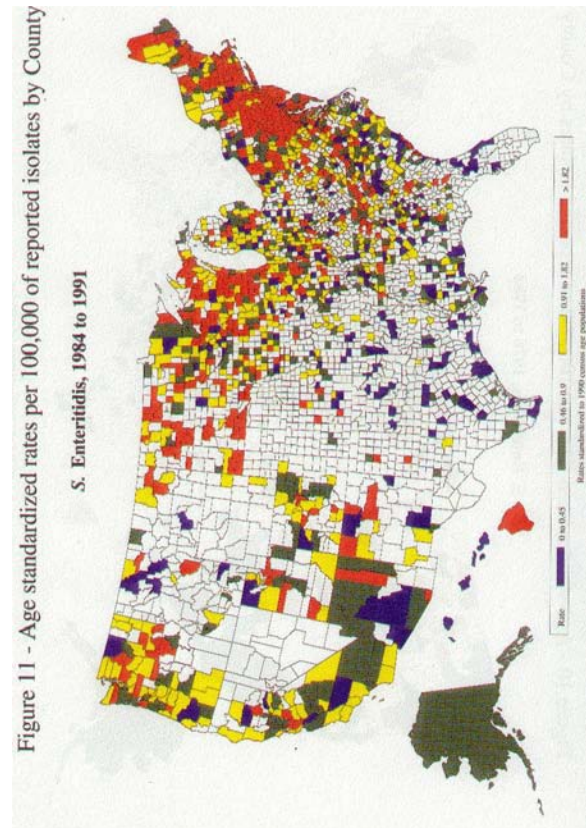 Figure 11 - Age standardized rates per 100,000 of reported isolates by County
S. Enteritidis, 1984 to 1991
Rate
0 to 0.45
0.46 to 0.9
0.91 to 1.82
> 1.82
Rates standardized to 1990 census age populations